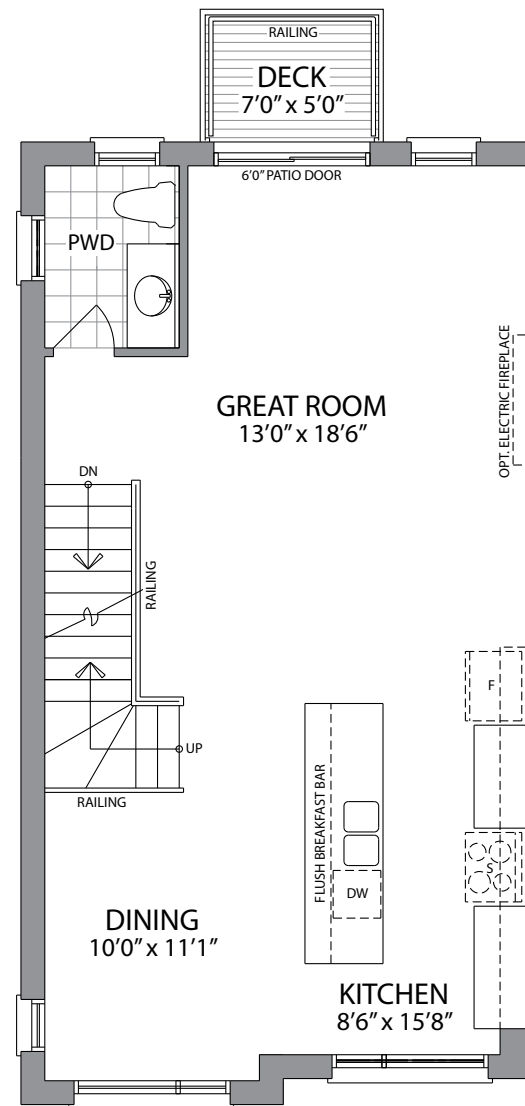 RAILING
DECK
7'0" x 5'0"
6'0" PATIO DOOR
PWD
OPT. ELECTRIC FIREPLACE
GREAT ROOM
13'0" x 18'6"
DN
RAILING
F
UP
RAILING
FLUSH BREAKFAST BAR
S
DW
DINING
10'0" x 11'1"
KITCHEN
8'6" x 15'8"